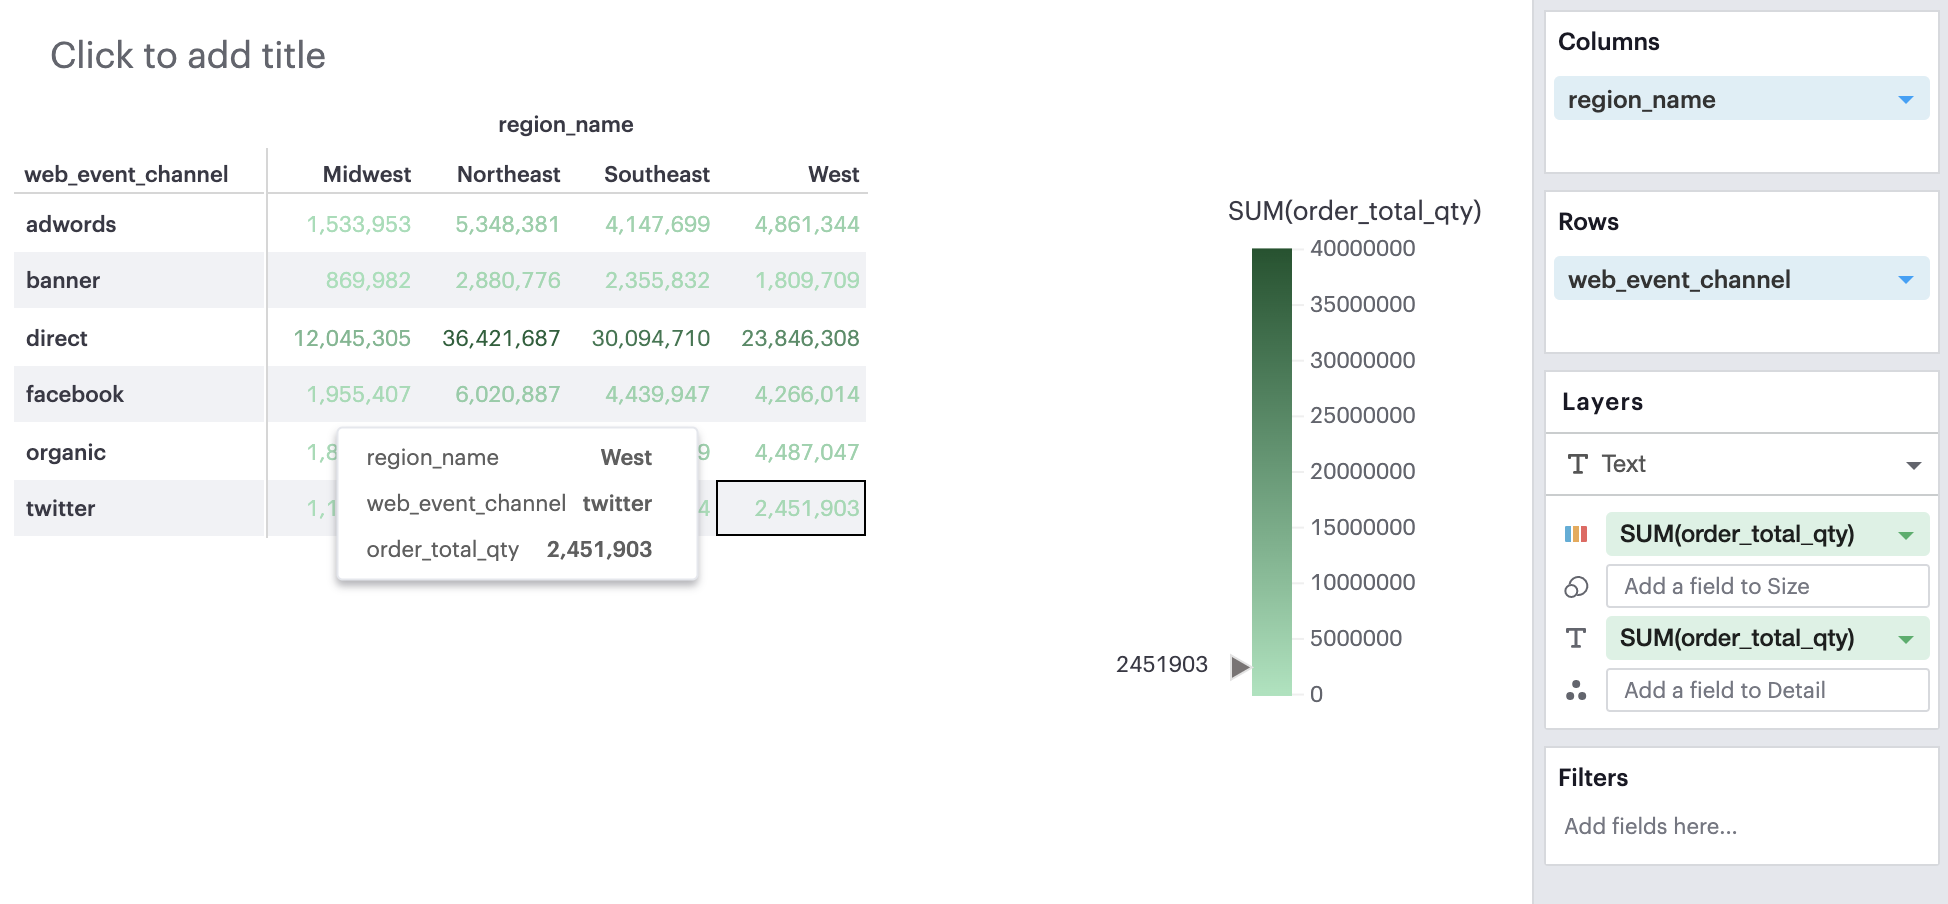 Click to add title
region_name
web_event_channel Midwest Northeast Southeast West
adwords 1,533,953 5,348,381 4,147,699 4,861,344
banner 869,982 2,880,776 2,355,832 1,809,709
direct 12,045,305 36,421,687 30,094,710 23,846,308
facebook 1,955,407 6,020,887 4,439,947 4,266,014
organic 1,8 9 4,487,047
twitter 1,1 4 2,451,903
region_name West
web_event_channel twitter
order_total_qty 2,451,903
SUM(order_total_qty)
40000000
35000000
30000000
25000000
20000000
15000000
10000000
5000000
2451903
0
Columns
region_name
Rows
web_event_channel
Layers
T Text
SUM(order_total_qty)
Add a field to Size
T SUM(order_total_qty)
Add a field to Detail
Filters
Add fields here...